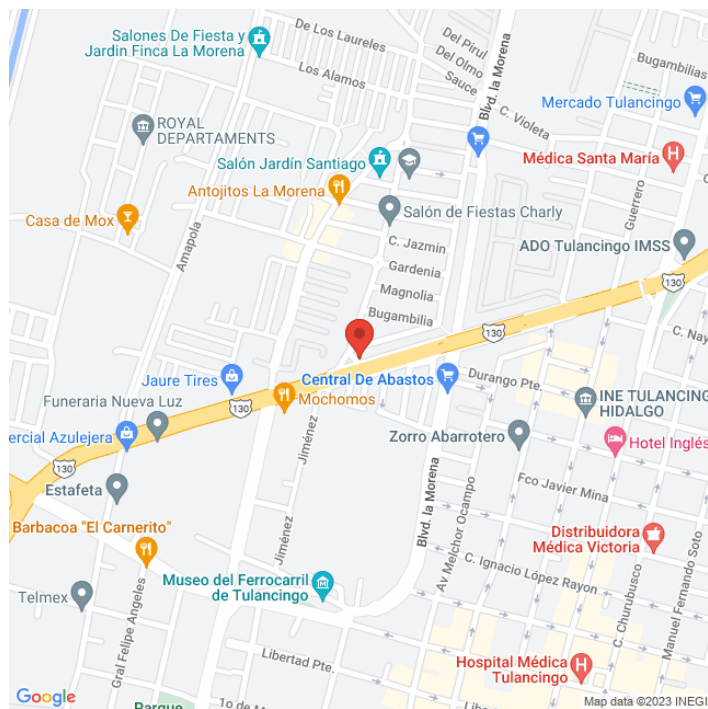 Salones De Fiesta y
Jardin Finca La Morena
De Los Laureles
Del Pirul
Del Olmo
Sauce
Blvd. la Morena
Bugambilias
Los Alamos
Mercado Tulancingo
C. Violeta
ROYAL
DEPARTAMENTS
Médica Santa María
Salón Jardín Santiago
Antojitos La Morena
Guerrero
Casa de Mox
Salón de Fiestas Charly
Amapola
C. Jazmin
ADO Tulancingo IMSS
Gardenia
130
Magnolia
Bugambilia
130
C. Nay
Jaure Tires
Central De Abastos
Durango Pte.
Funeraria Nueva Luz
Mochomos
INE TULANCING
HIDALGO
130
ercial Azulejera
Zorro Abarrotero
Hotel Inglés
Jiménez
130
Estafeta
Blvd. la Morena
Av Melchor Ocampo
Fco Javier Mina
Barbacoa "El Carnerito"
Distribuidora
Médica Victoria
Jiménez
Museo del Ferrocarril
de Tulancingo
C. Ignacio López Rayon
Telmex
Gral Felipe Angeles
C. Churubusco
Manuel Fernando Soto
Libertad Pte.
Hospital Médica
Tulancingo
Google
Parque
1o de Mayo
Map data ©2023 INEGI